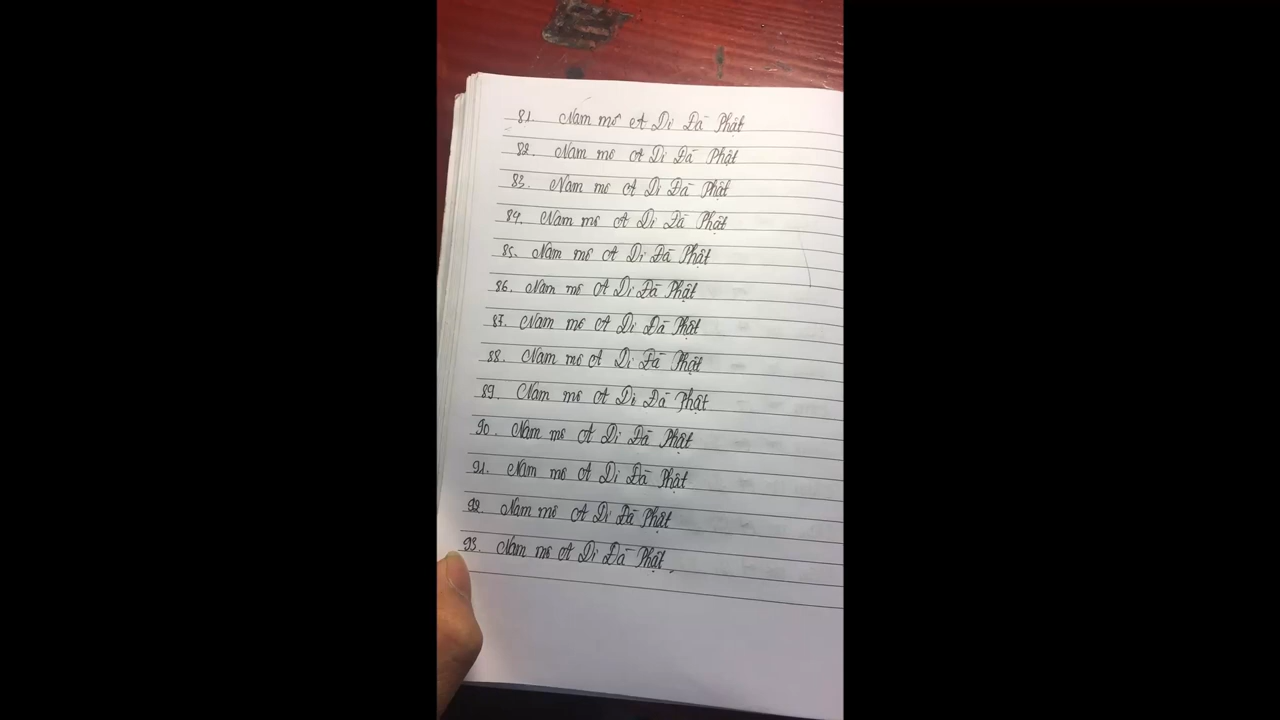 81. Nam mô A Di Đà Phật
82. Nam mô A Di Đà Phật
83. Nam mô A Di Đà Phật
84. Nam mô A Di Đà Phật
85. Nam mô A Di Đà Phật
86. Nam mô A Di Đà Phật
87. Nam mô A Di Đà Phật
88. Nam mô A Di Đà Phật
89. Nam mô A Di Đà Phật
90. Nam mô A Di Đà Phật
91. Nam mô A Di Đà Phật
92. Nam mô A Di Đà Phật
93. Nam mô A Di Đà Phật.